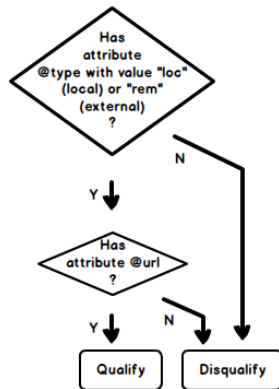 Has
attribute
@type with value "loc"
(local) or "rem"
(external)
?
N
Y
Has
attribute @url
?
Y
N
Qualify
Disqualify